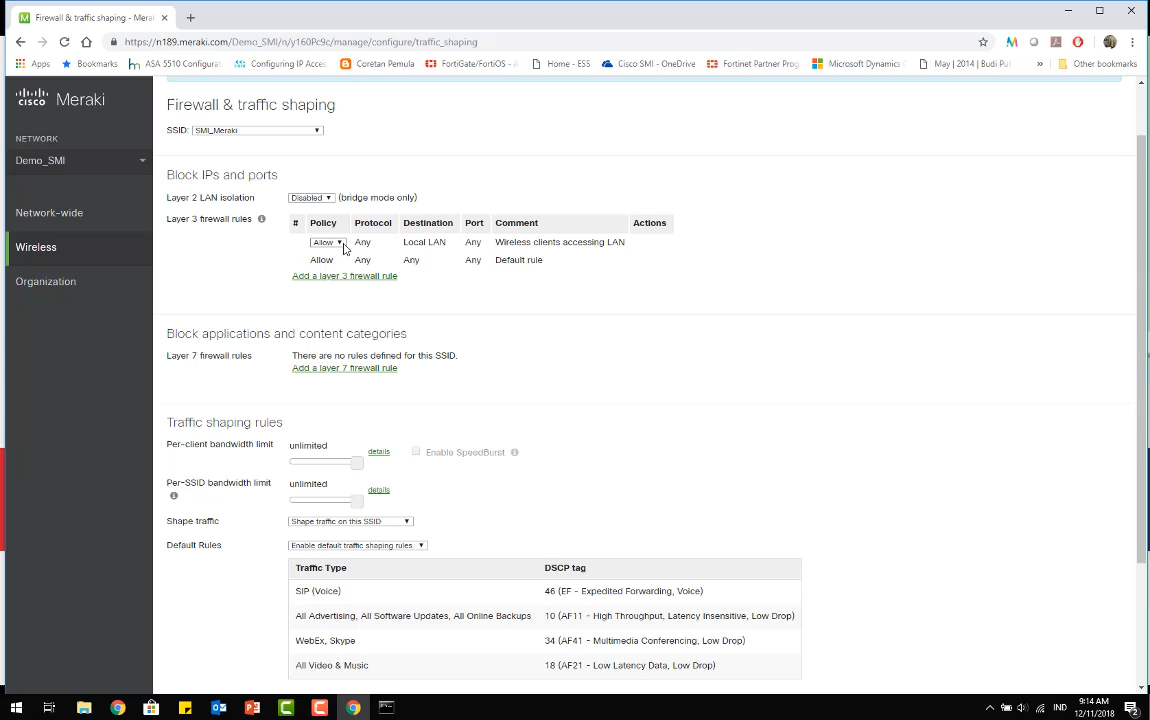 Firewall & traffic shaping - Mera
https://n189.meraki.com/Demo_SMI/n/y160Pc9c/manage/configure/traffic_shaping
Apps Bookmarks ASA 5510 Configurat Configuring IP Acces Coretan Pemula FortiGate/FortiOS - A Home - ESS Cisco SMI - OneDrive Fortinet Partner Prog Microsoft Dynamics May | 2014 | Budi Put » Other bookmarks
cisco Meraki
NETWORK
Demo_SMI
Network-wide
Wireless
Organization
Firewall & traffic shaping
SSID: SMI_Meraki
Block IPs and ports
Layer 2 LAN isolation Disabled (bridge mode only)
Layer 3 firewall rules
# Policy Protocol Destination Port Comment Actions
Allow Any Local LAN Any Wireless clients accessing LAN
Allow Any Any Any Default rule
Add a layer 3 firewall rule
Block applications and content categories
Layer 7 firewall rules There are no rules defined for this SSID.
Add a layer 7 firewall rule
Traffic shaping rules
Per-client bandwidth limit unlimited details Enable SpeedBurst
Per-SSID bandwidth limit unlimited details
Shape traffic Shape traffic on this SSID
Default Rules Enable default traffic shaping rules
Traffic Type DSCP tag
SIP (Voice) 46 (EF - Expedited Forwarding, Voice)
All Advertising, All Software Updates, All Online Backups 10 (AF11 - High Throughput, Latency Insensitive, Low Drop)
WebEx, Skype 34 (AF41 - Multimedia Conferencing, Low Drop)
All Video & Music 18 (AF21 - Low Latency Data, Low Drop)
IND
9:14 AM
12/11/2018
2